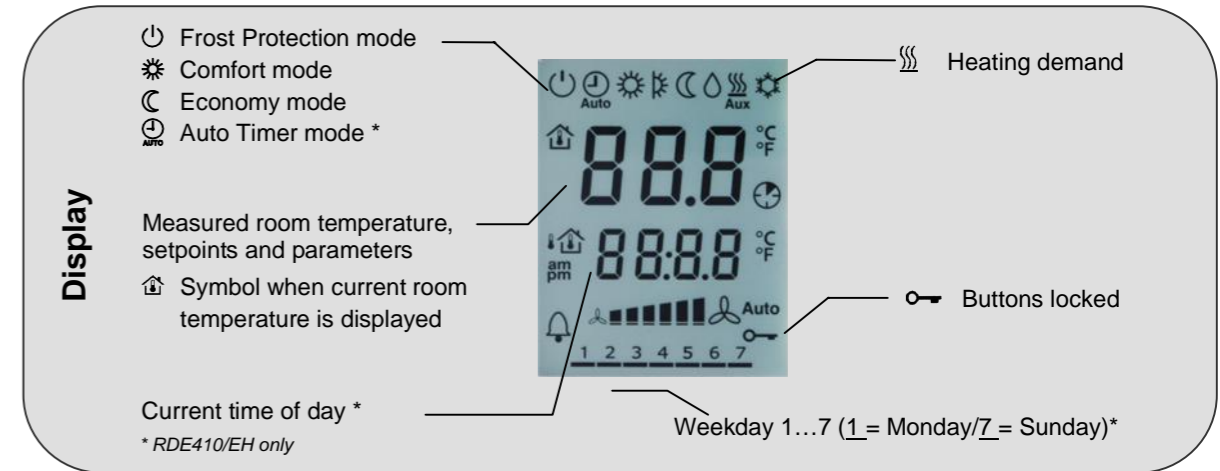 Display
Frost Protection mode
Comfort mode
Economy mode
AUTO Auto Timer mode *
Measured room temperature,
setpoints and parameters
Symbol when current room
temperature is displayed
Current time of day *
* RDE410/EH only
Auto Aux
88.8 °C
°F
88:8.8 °C
°F
am
pm
Auto
1 2 3 4 5 6 7
Heating demand
Buttons locked
Weekday 1…7 (1 = Monday/7 = Sunday)*